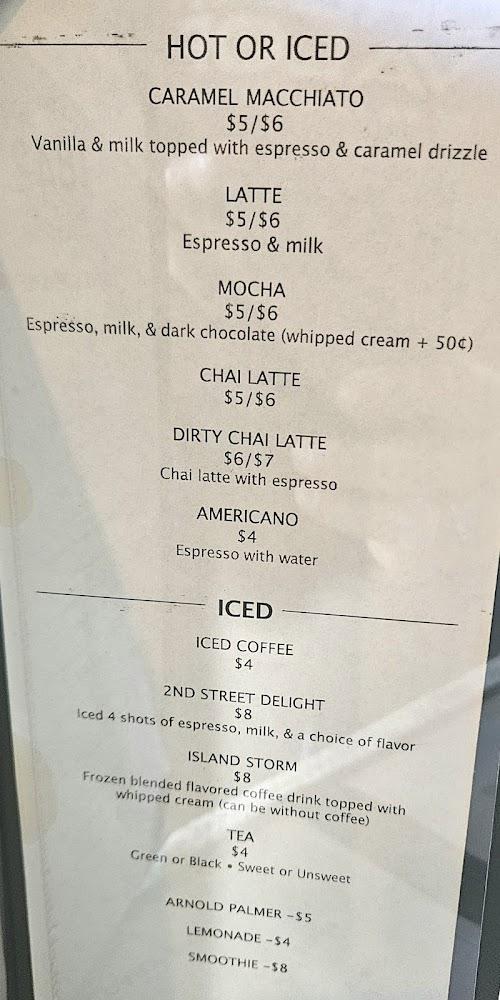 HOT OR ICED
CARAMEL MACCHIATO
$5/$6
Vanilla & milk topped with espresso & caramel drizzle
LATTE
$5/$6
Espresso & milk
MOCHA
$5/$6
Espresso, milk, & dark chocolate (whipped cream + 50¢)
CHAI LATTE
$5/$6
DIRTY CHAI LATTE
$6/$7
Chai latte with espresso
AMERICANO
$4
Espresso with water
ICED
ICED COFFEE
$4
2ND STREET DELIGHT
$8
Iced 4 shots of espresso, milk, & a choice of flavor
ISLAND STORM
$8
Frozen blended flavored coffee drink topped with
whipped cream (can be without coffee)
TEA
$4
Green or Black • Sweet or Unsweet
ARNOLD PALMER –$5
LEMONADE –$4
SMOOTHIE –$8